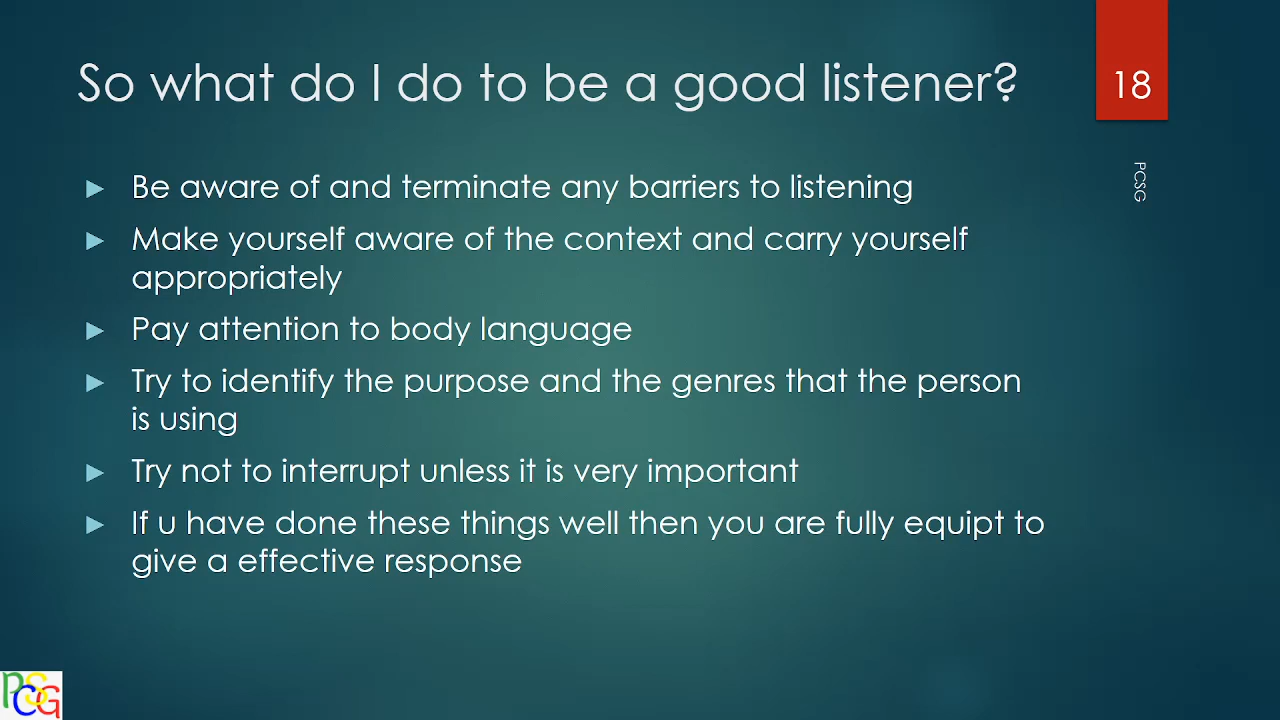 So what do I do to be a good listener?
18
PCSG
Be aware of and terminate any barriers to listening
Make yourself aware of the context and carry yourself
appropriately
Pay attention to body language
Try to identify the purpose and the genres that the person
is using
Try not to interrupt unless it is very important
If u have done these things well then you are fully equipt to
give a effective response
PCSG